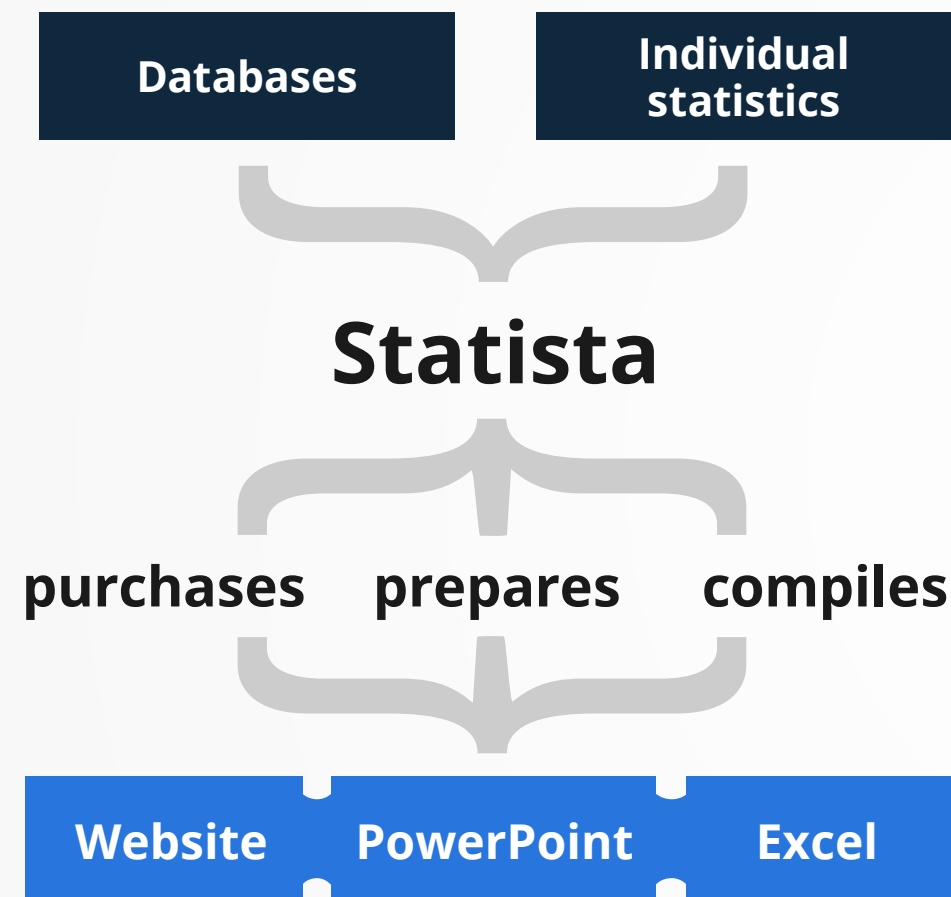 Databases
Individual
statistics
Statista
purchases prepares compiles
Website PowerPoint Excel